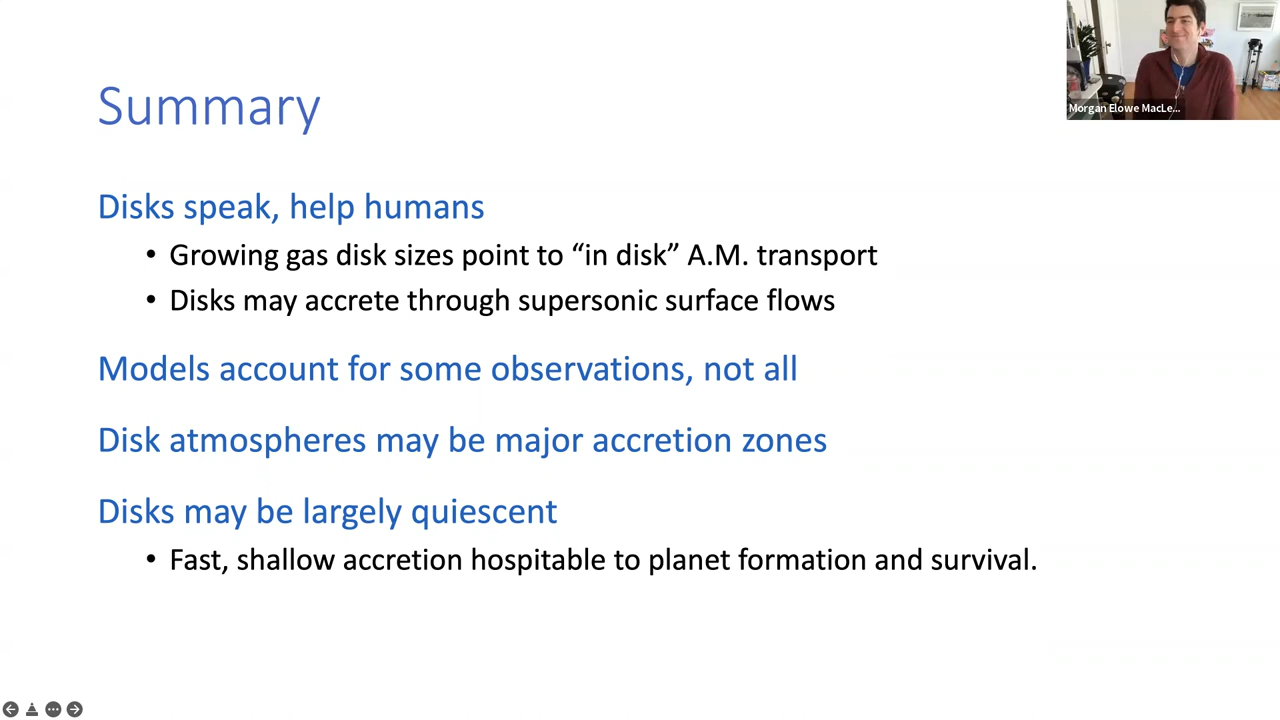 Summary
Morgan Elowe MacLe...
Disks speak, help humans
• Growing gas disk sizes point to “in disk” A.M. transport
• Disks may accrete through supersonic surface flows
Models account for some observations, not all
Disk atmospheres may be major accretion zones
Disks may be largely quiescent
• Fast, shallow accretion hospitable to planet formation and survival.